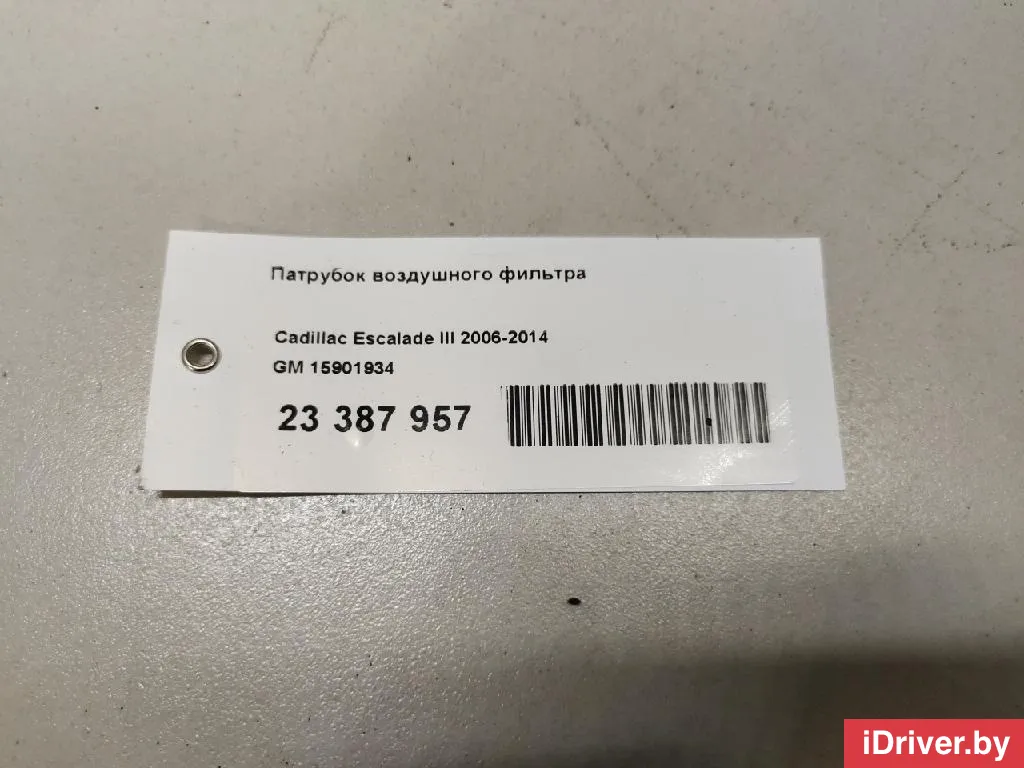 Патрубок воздушного фильтра
Cadillac Escalade III 2006-2014
GM 15901934
23 387 957
iDriver.by